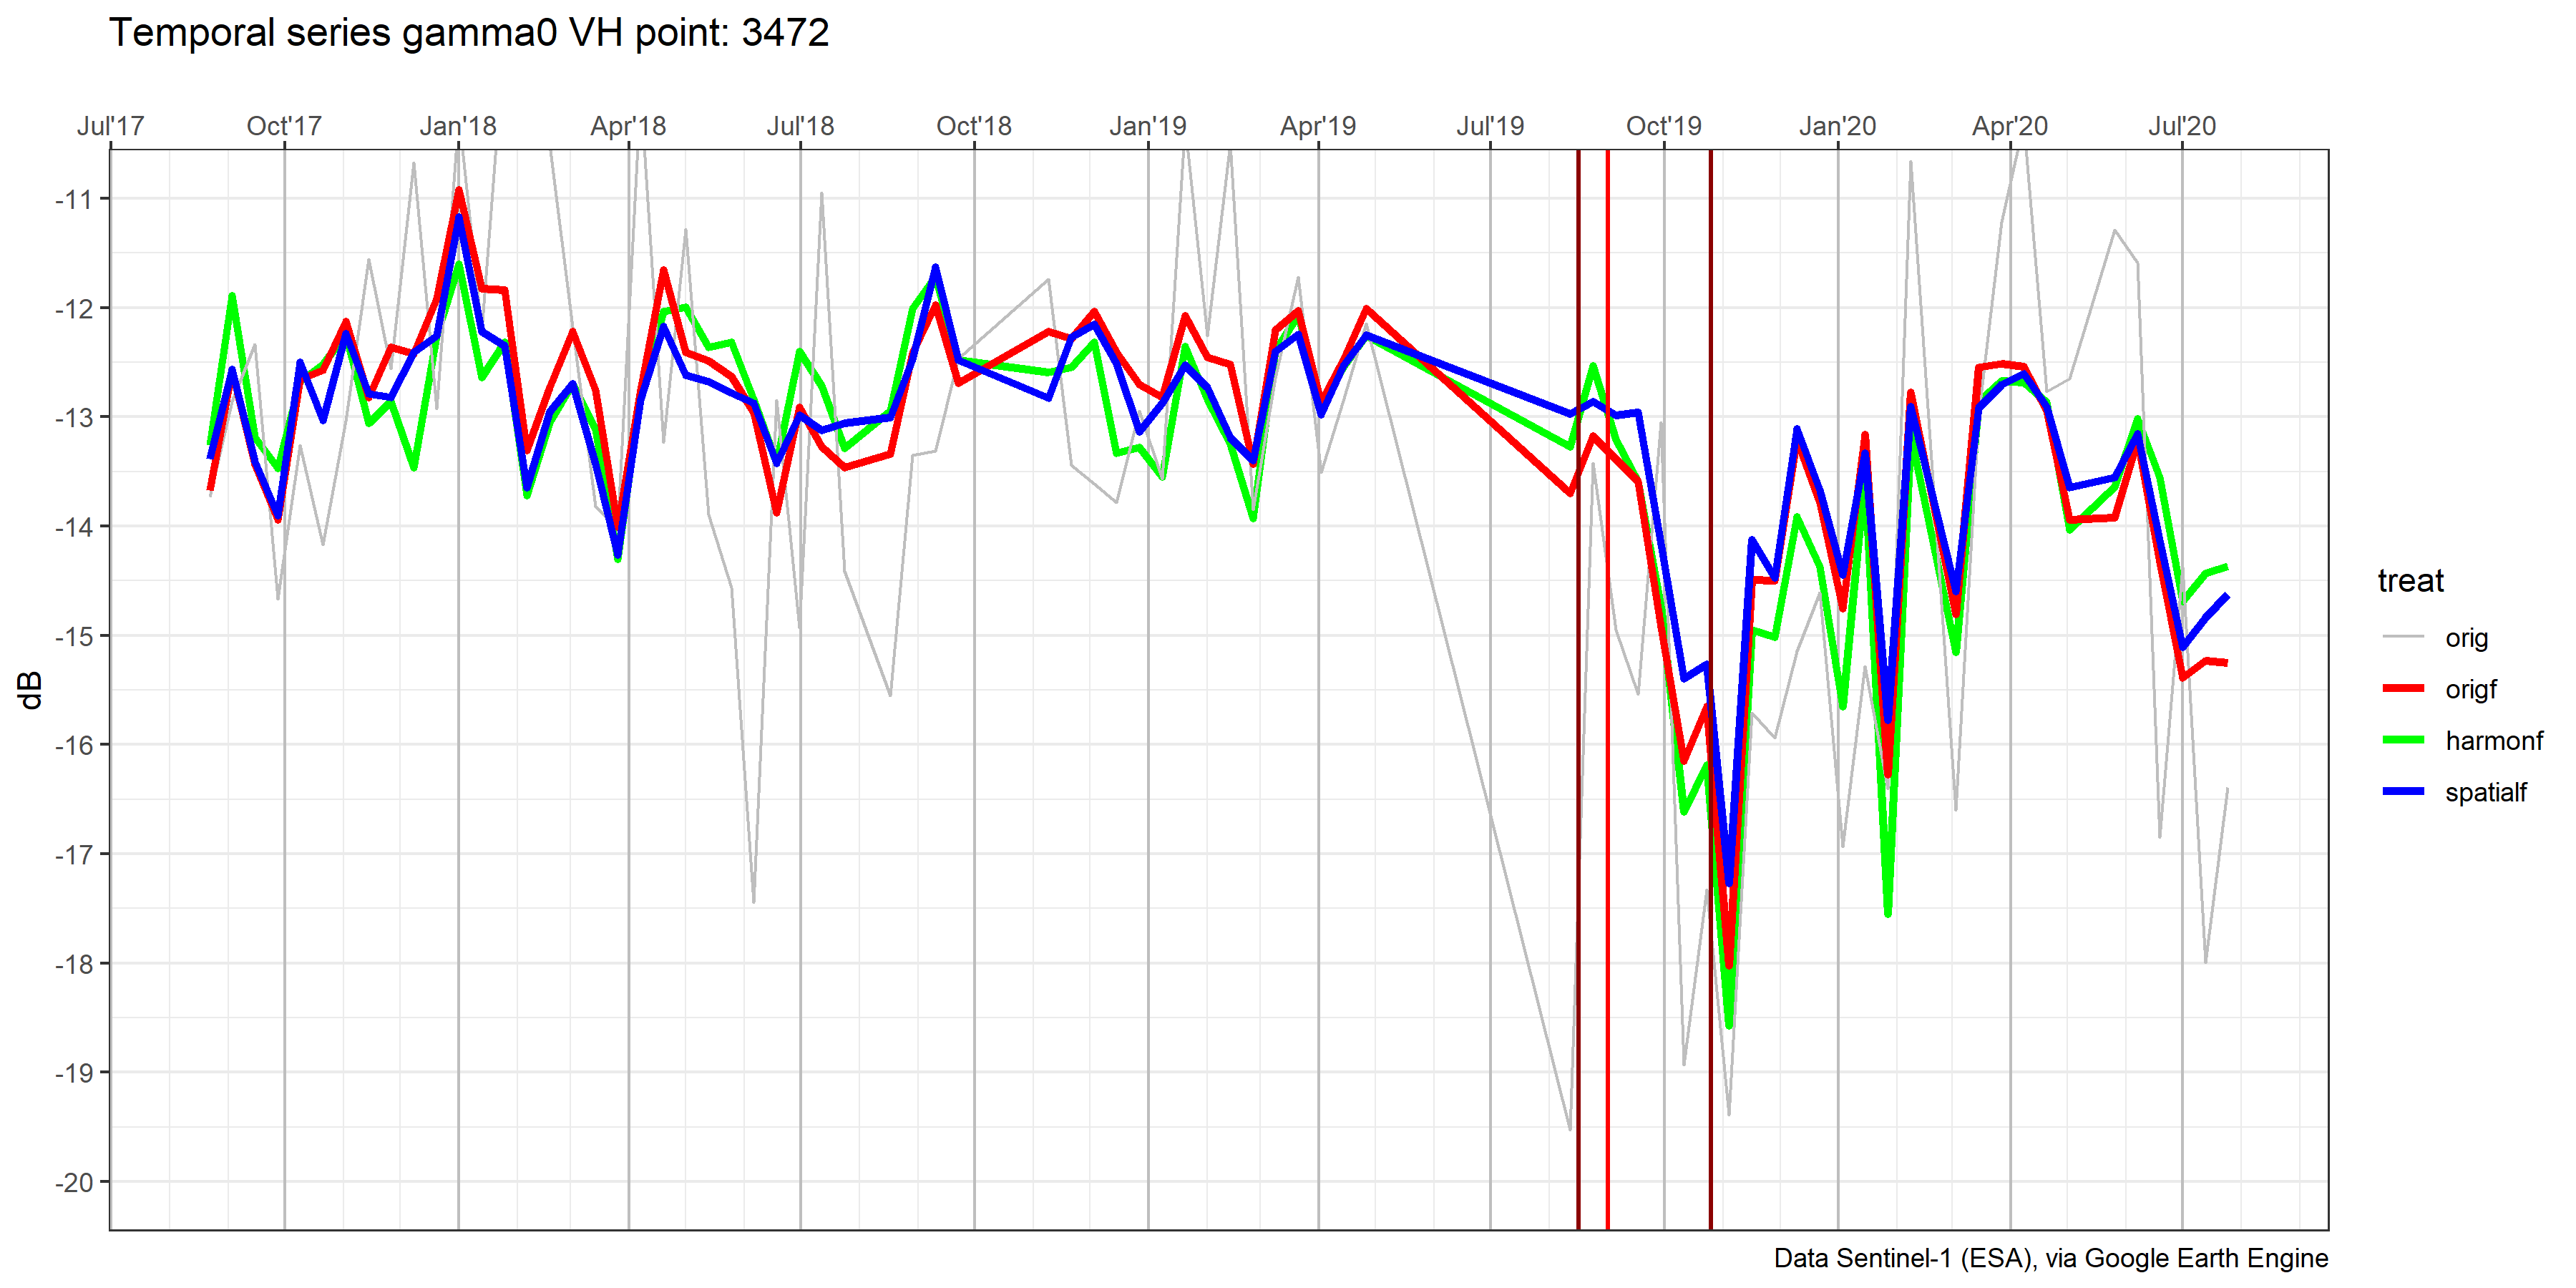 Temporal series gamma0 VH point: 3472
Jul'17 Oct'17 Jan'18 Apr'18 Jul'18 Oct'18 Jan'19 Apr'19 Jul'19 Oct'19 Jan'20 Apr'20 Jul'20
-11
-12
-13
-14
-15
-16
-17
-18
-19
-20
dB
treat
orig
origf
harmonf
spatialf
Data Sentinel-1 (ESA), via Google Earth Engine